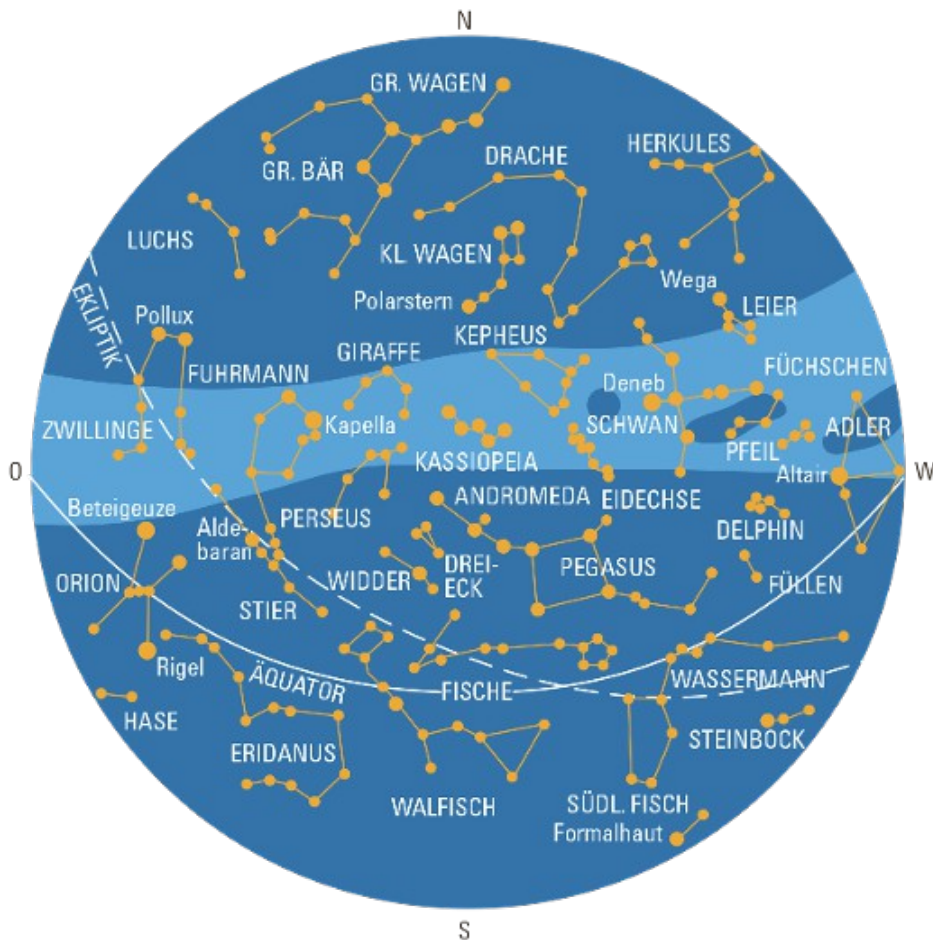 N
GR. WAGEN
HERKULES
DRACHE
GR. BÄR
LUCHS
KL. WAGEN
Wega
EKLIPTIK
Polarstern
LEIER
Pollux
KEPHEUS
GIRAFFE
FÜCHSCHEN
FUHRMANN
Deneb
Kapella
SCHWAN
ZWILLINGE
ADLER
PFEIL
KASSIOPEIA
O
W
Altair
ANDROMEDA
EIDECHSE
Beteigeuze
PERSEUS
Alde-
baran
DELPHIN
DREI-
ECK
PEGASUS
ORION
WIDDER
FÜLLEN
STIER
Rigel
ÄQUATOR
FISCHE
WASSERMANN
HASE
STEINBOCK
ERIDANUS
WALFISCH
SÜDL. FISCH
Formalhaut
S